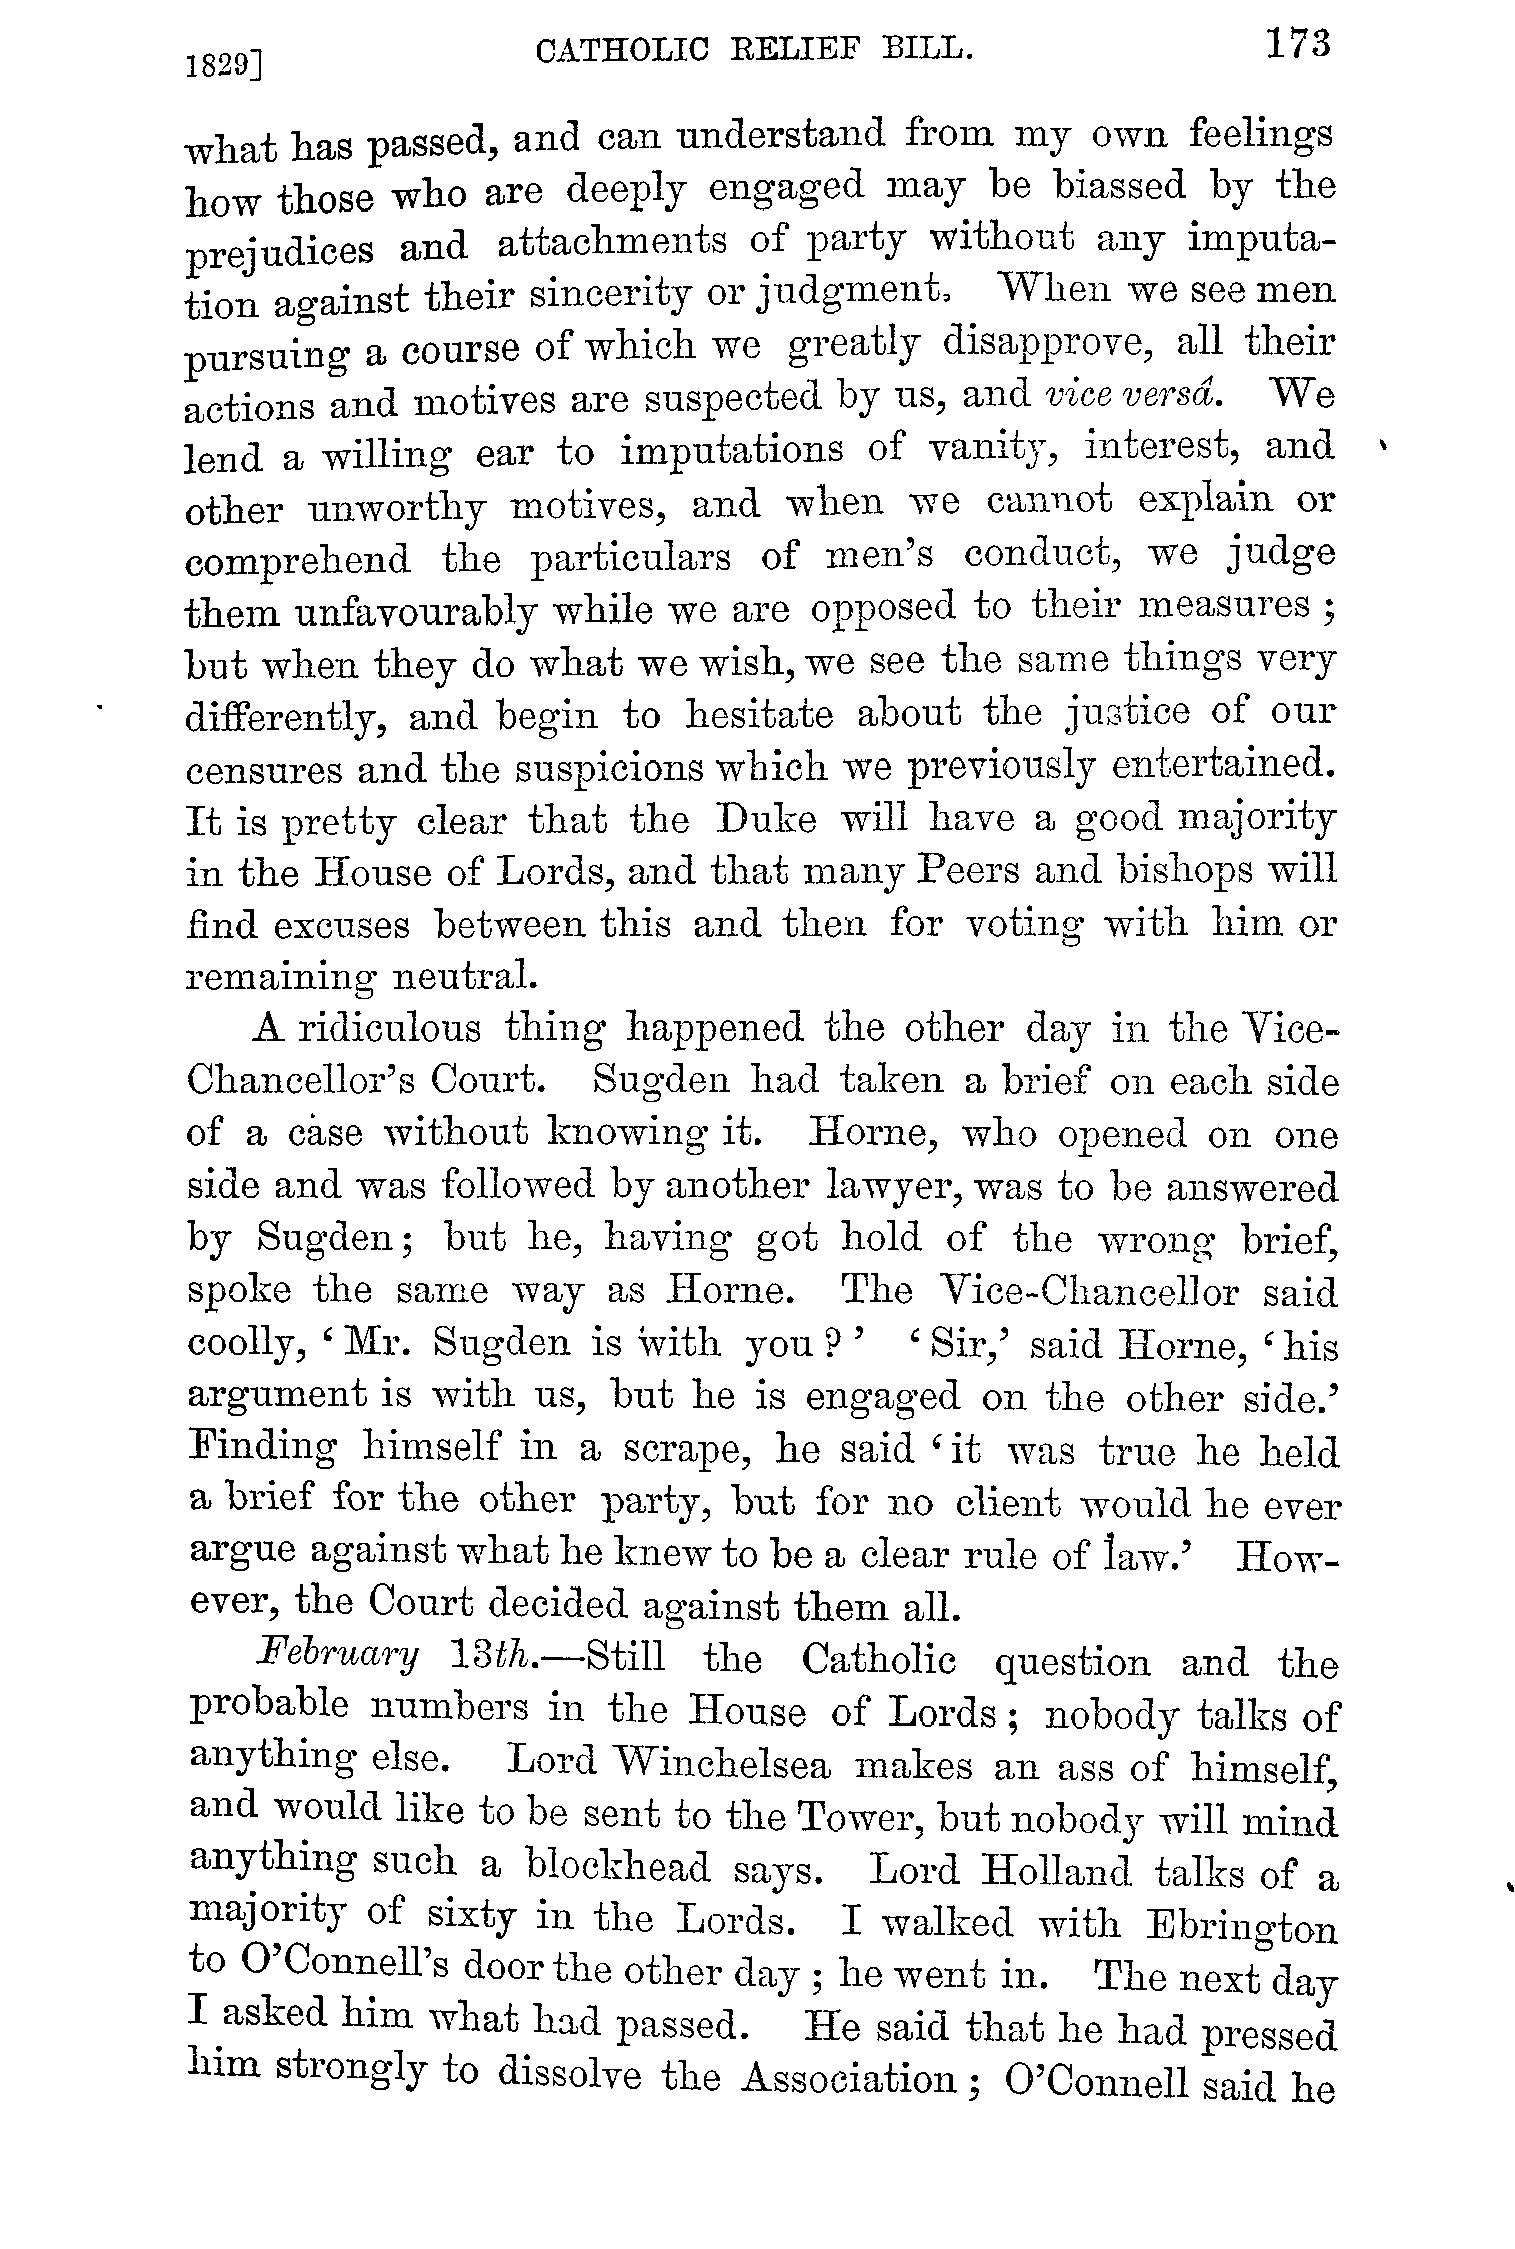 1829] CATHOLIC RELIEF BILL. 173
what has passed, and can understand from my own feelings
how those who are deeply engaged may be biassed by the
prejudices and attachments of party without any imputa-
tion against their sincerity or judgment. When we see men
pursuing a course of which we greatly disapprove, all their
actions and motives are suspected by us, and vice versâ. We
lend a willing ear to imputations of vanity, interest, and
other unworthy motives, and when we cannot explain or
comprehend the particulars of men's conduct, we judge
them unfavourably while we are opposed to their measures ;
but when they do what we wish, we see the same things very
differently, and begin to hesitate about the justice of our
censures and the suspicions which we previously entertained.
It is pretty clear that the Duke will have a good majority
in the House of Lords, and that many Peers and bishops will
find excuses between this and then for voting with him or
remaining neutral.
A ridiculous thing happened the other day in the Vice-
Chancellor's Court. Sugden had taken a brief on each side
of a case without knowing it. Horne, who opened on one
side and was followed by another lawyer, was to be answered
by Sugden; but he, having got hold of the wrong brief,
spoke the same way as Horne. The Vice-Chancellor said
coolly, ‘ Mr. Sugden is with you ? ’ ‘ Sir,’ said Horne, ‘ his
argument is with us, but he is engaged on the other side.’
Finding himself in a scrape, he said ‘ it was true he held
a brief for the other party, but for no client would he ever
argue against what he knew to be a clear rule of law.’ How-
ever, the Court decided against them all.
February 13th.—Still the Catholic question and the
probable numbers in the House of Lords ; nobody talks of
anything else. Lord Winchelsea makes an ass of himself,
and would like to be sent to the Tower, but nobody will mind
anything such a blockhead says. Lord Holland talks of a
majority of sixty in the Lords. I walked with Ebrington
to O'Connell's door the other day ; he went in. The next day
I asked him what had passed. He said that he had pressed
him strongly to dissolve the Association ; O'Connell said he